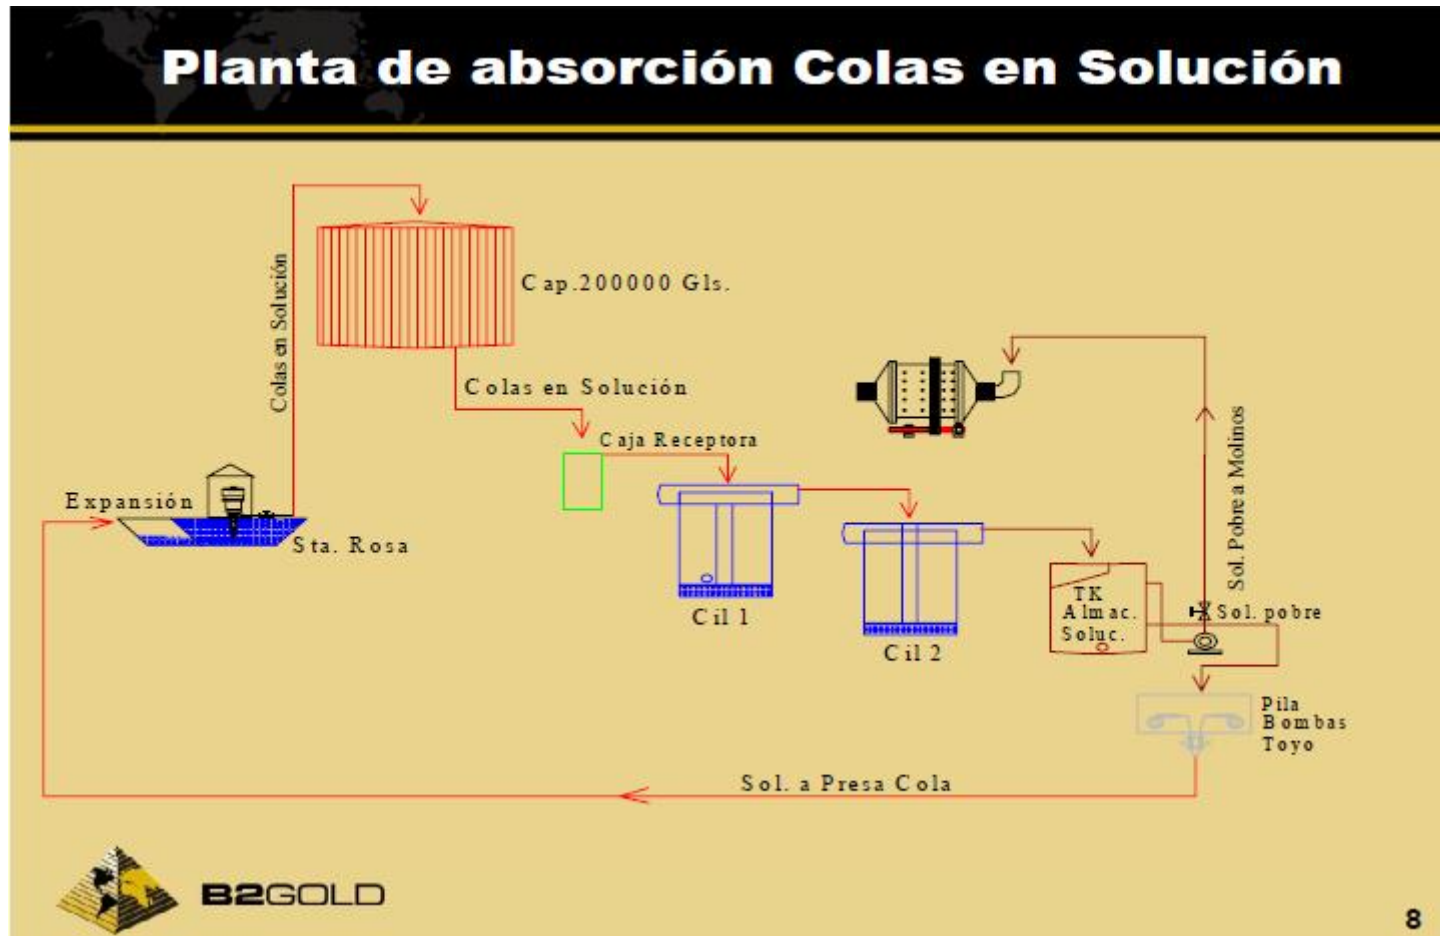 Planta de absorción Colas en Solución
Colas en Solución
Cap.200000 Gls.
Colas en Solución
Caja Receptora
Expansión
Sta. Rosa
Cil 1
Cil 2
TK
Almac.
Soluc.
Sol. Pobre a Molinos
Sol. pobre
Pila
Bombas
Toyo
Sol. a Presa Cola
B2GOLD
8